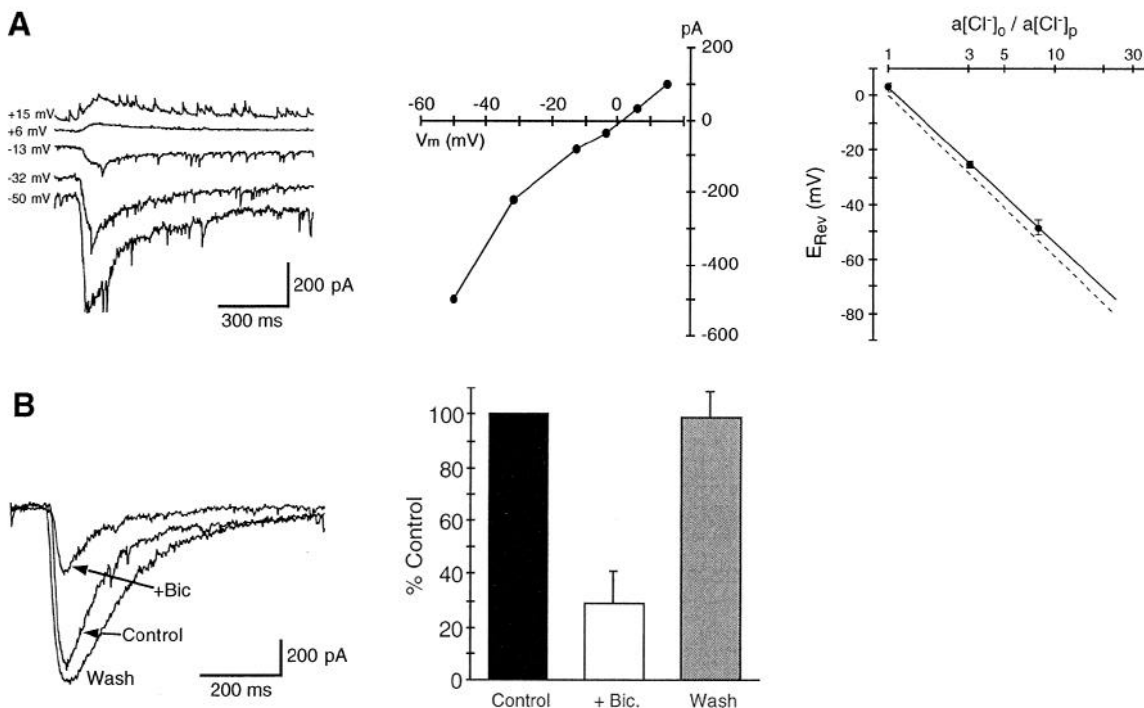 A
+15 mV
+6 mV
-13 mV
-32 mV
-50 mV
200 pA
300 ms
pA
200
0
-200
-400
-600
-60 -40 -20 0
Vm (mV)
a[Cl-]o / a[Cl-]p
1 3 5 10 30
0
-20
-40
-60
-80
ERev (mV)
B
+Bic
Control
Wash
200 pA
200 ms
% Control
100
80
60
40
20
0
Control + Bic. Wash